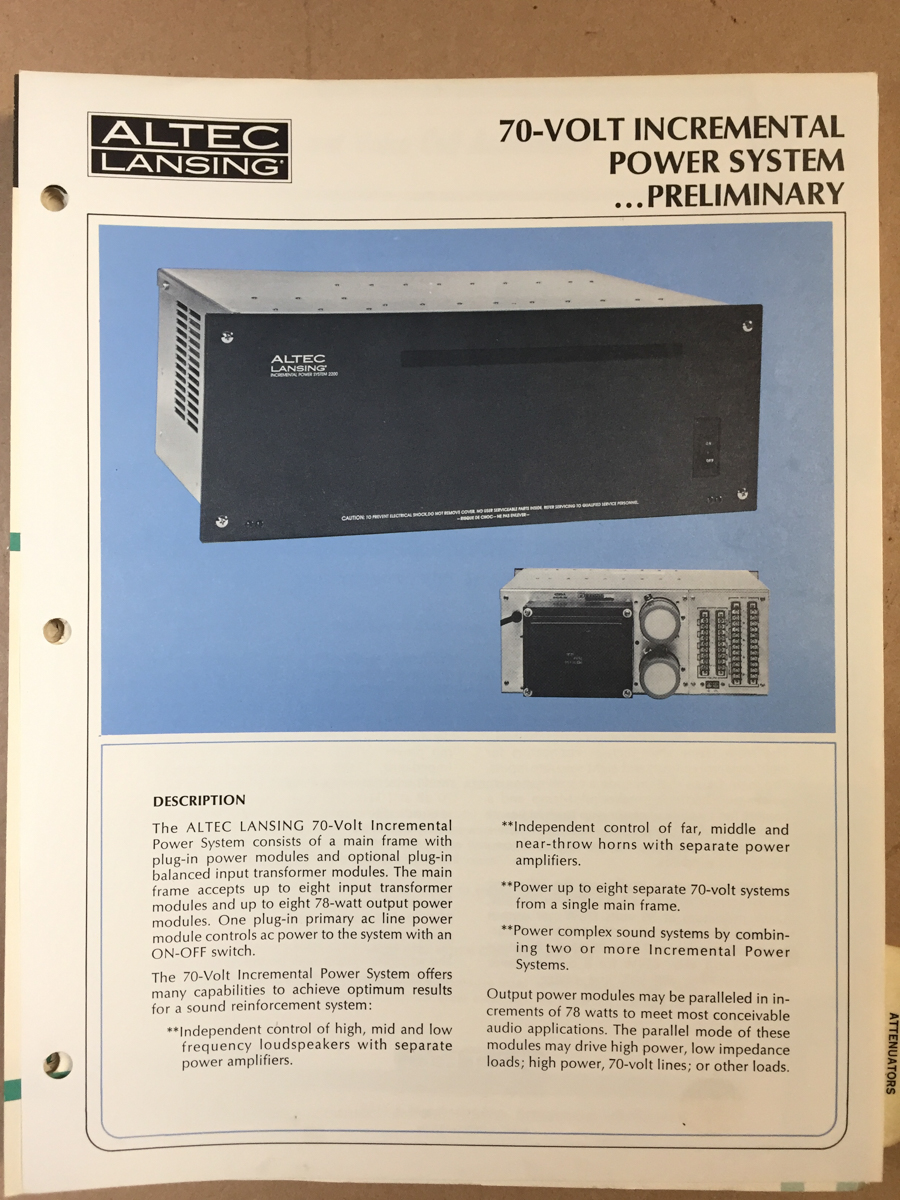 ALTEC
LANSING®
70-VOLT INCREMENTAL
POWER SYSTEM
...PRELIMINARY
ALTEC
LANSING®
INCREMENTAL POWER SYSTEM 2200
ON
OFF
CAUTION: TO PREVENT ELECTRICAL SHOCK, DO NOT REMOVE COVER. NO USER SERVICEABLE PARTS INSIDE. REFER SERVICING TO QUALIFIED SERVICE PERSONNEL.
—RISQUE DE CHOC—NE PAS ENLEVER—
DESCRIPTION
The ALTEC LANSING 70-Volt Incremental
Power System consists of a main frame with
plug-in power modules and optional plug-in
balanced input transformer modules. The main
frame accepts up to eight input transformer
modules and up to eight 78-watt output power
modules. One plug-in primary ac line power
module controls ac power to the system with an
ON-OFF switch.
The 70-Volt Incremental Power System offers
many capabilities to achieve optimum results
for a sound reinforcement system:
**Independent control of high, mid and low
frequency loudspeakers with separate
power amplifiers.
**Independent control of far, middle and
near-throw horns with separate power
amplifiers.
**Power up to eight separate 70-volt systems
from a single main frame.
**Power complex sound systems by combin-
ing two or more Incremental Power
Systems.
Output power modules may be paralleled in in-
crements of 78 watts to meet most conceivable
audio applications. The parallel mode of these
modules may drive high power, low impedance
loads; high power, 70-volt lines; or other loads.
ATTENUATORS